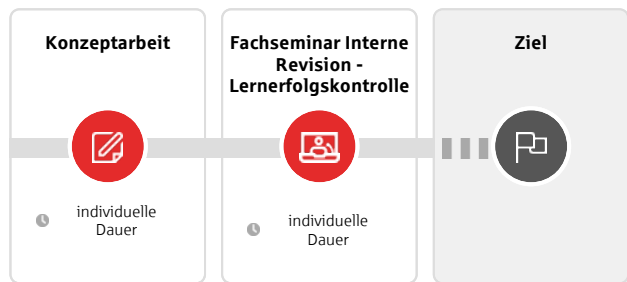 Konzeptarbeit
individuelle
Dauer
Fachseminar Interne
Revision -
Lernerfolgskontrolle
individuelle
Dauer
Ziel